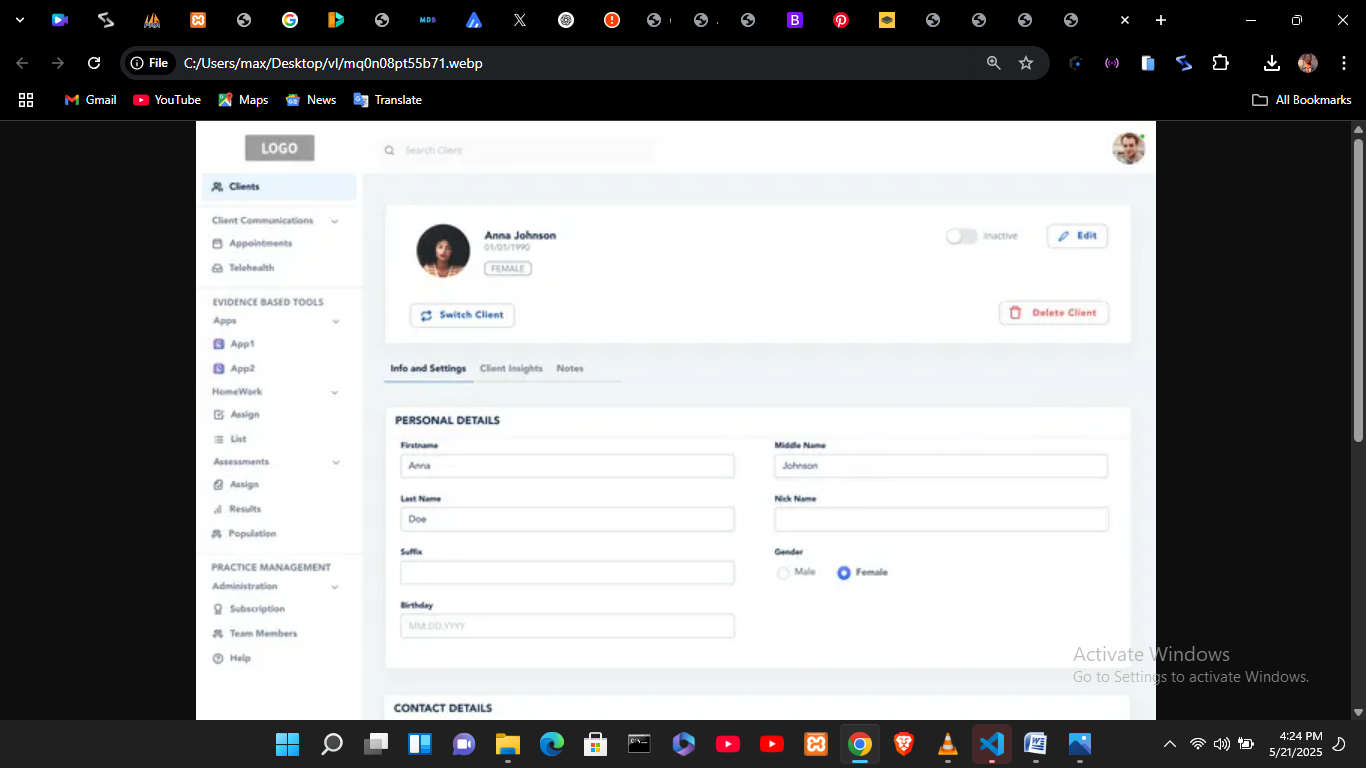 File C:/Users/max/Desktop/vl/mq0n08pt55b71.webp
Gmail YouTube Maps News Translate All Bookmarks
LOGO
Search Client
Clients
Client Communications
Appointments
Telehealth
EVIDENCE BASED TOOLS
Apps
App1
App2
HomeWork
Assign
List
Assessments
Assign
Results
Population
PRACTICE MANAGEMENT
Administration
Subscription
Team Members
Help
Anna Johnson
01/01/1990
FEMALE
Inactive
Edit
Switch Client
Delete Client
Info and Settings Client Insights Notes
PERSONAL DETAILS
Firstname
Anna
Middle Name
Johnson
Last Name
Doe
Nick Name
Suffix
Gender
Male Female
Birthday
MM.DD.YYYY
CONTACT DETAILS
Activate Windows
Go to Settings to activate Windows.
4:24 PM
5/21/2025